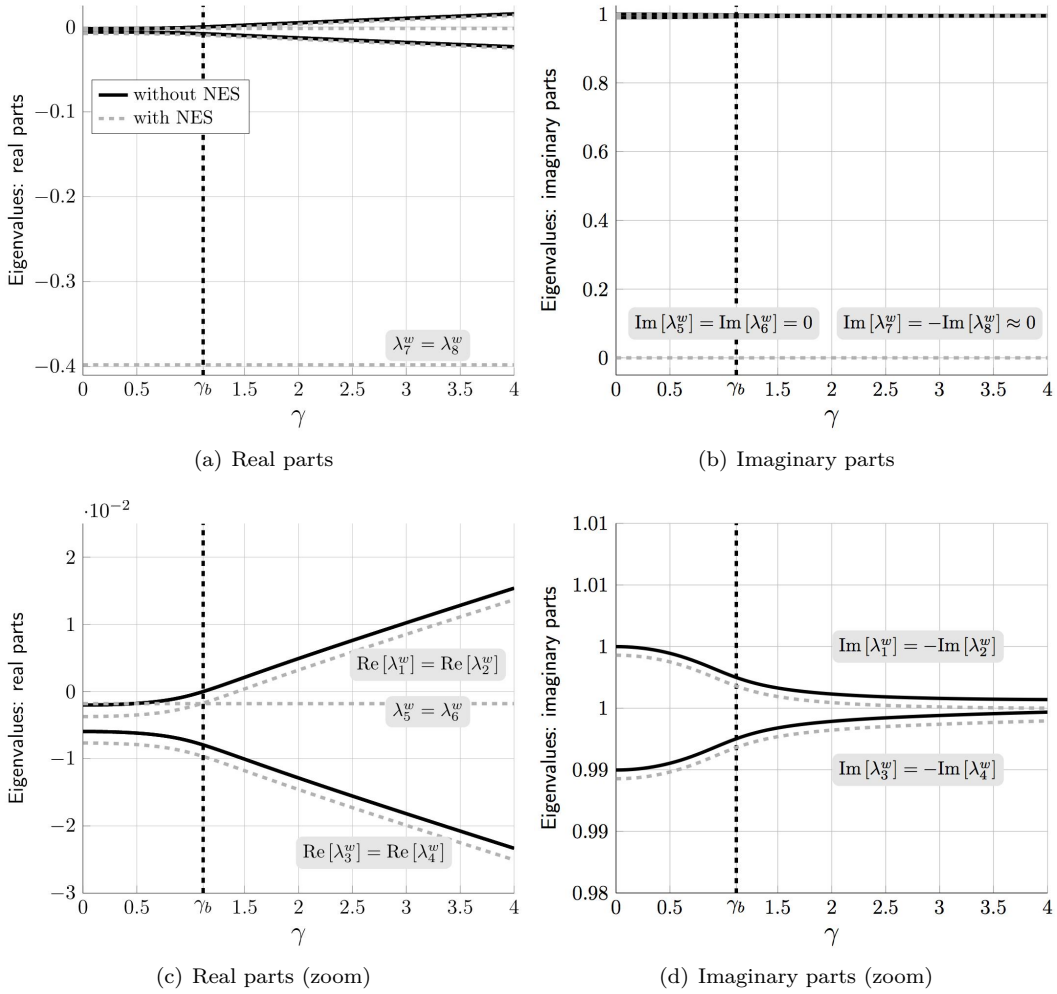 0
−0.1
−0.2
−0.3
−0.4
Eigenvalues: real parts
without NES
with NES
λ₇ʷ = λ₈ʷ
0 0.5 γ_b 1.5 2 2.5 3 3.5 4
γ
(a) Real parts
1
0.8
0.6
0.4
0.2
0
Eigenvalues: imaginary parts
Im [λ₅ʷ] = Im [λ₆ʷ] = 0
Im [λ₇ʷ] = −Im [λ₈ʷ] ≈ 0
0 0.5 γ_b 1.5 2 2.5 3 3.5 4
γ
(b) Imaginary parts
·10⁻²
2
1
0
−1
−2
−3
Eigenvalues: real parts
Re [λ₁ʷ] = Re [λ₂ʷ]
λ₅ʷ = λ₆ʷ
Re [λ₃ʷ] = Re [λ₄ʷ]
0 0.5 γ_b 1.5 2 2.5 3 3.5 4
γ
(c) Real parts (zoom)
1.01
1.01
1
1
0.99
0.99
0.98
Eigenvalues: imaginary parts
Im [λ₁ʷ] = −Im [λ₂ʷ]
Im [λ₃ʷ] = −Im [λ₄ʷ]
0 0.5 γ_b 1.5 2 2.5 3 3.5 4
γ
(d) Imaginary parts (zoom)